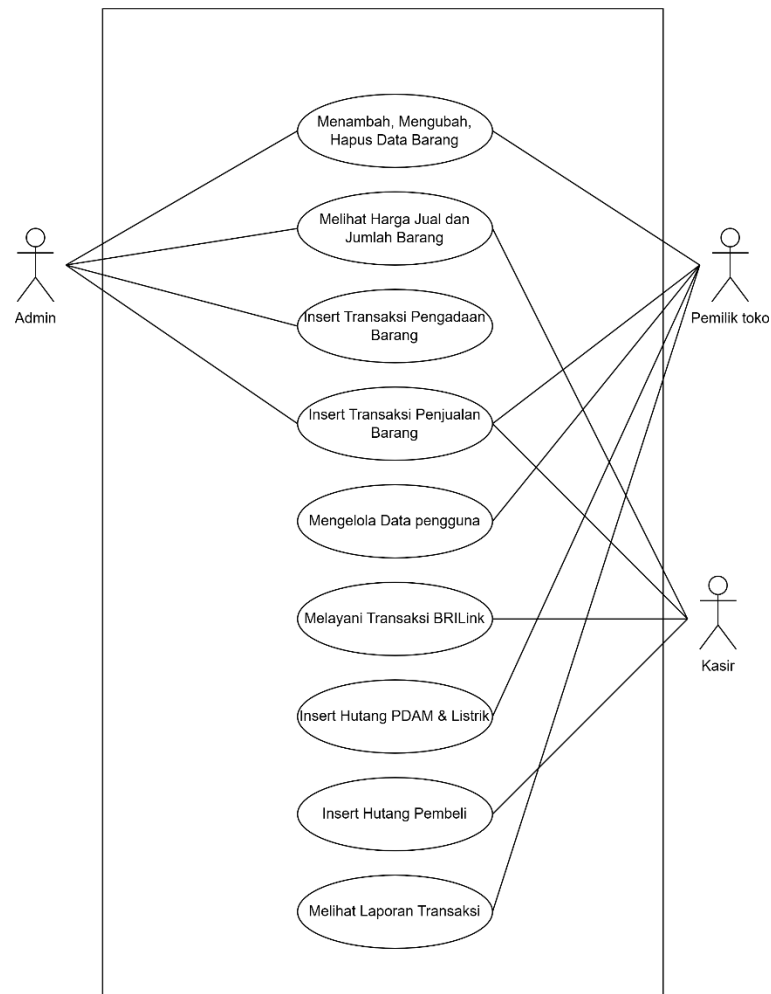 Menambah, Mengubah,
Hapus Data Barang
Melihat Harga Jual dan
Jumlah Barang
Admin
Pemilik toko
Insert Transaksi Pengadaan
Barang
Insert Transaksi Penjualan
Barang
Mengelola Data pengguna
Melayani Transaksi BRILink
Kasir
Insert Hutang PDAM & Listrik
Insert Hutang Pembeli
Melihat Laporan Transaksi